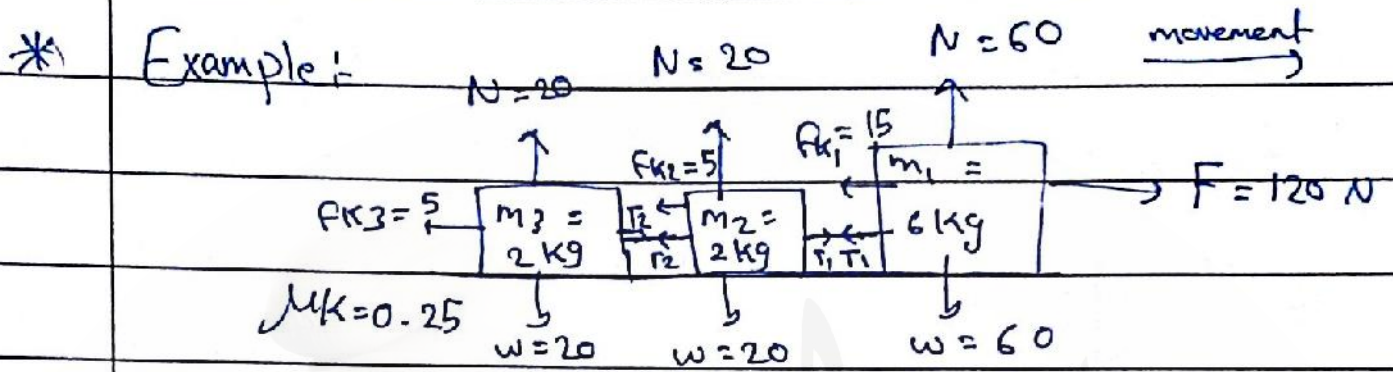 * Example:-
N = 20
N = 20
N = 60
movement
fk3 = 5
m3 =
2 kg
T2
T2
fk2 = 5
m2 =
2 kg
T1 T1
fk1 = 15
m1 =
6 kg
F = 120 N
μk = 0.25
w = 20
w = 20
w = 60